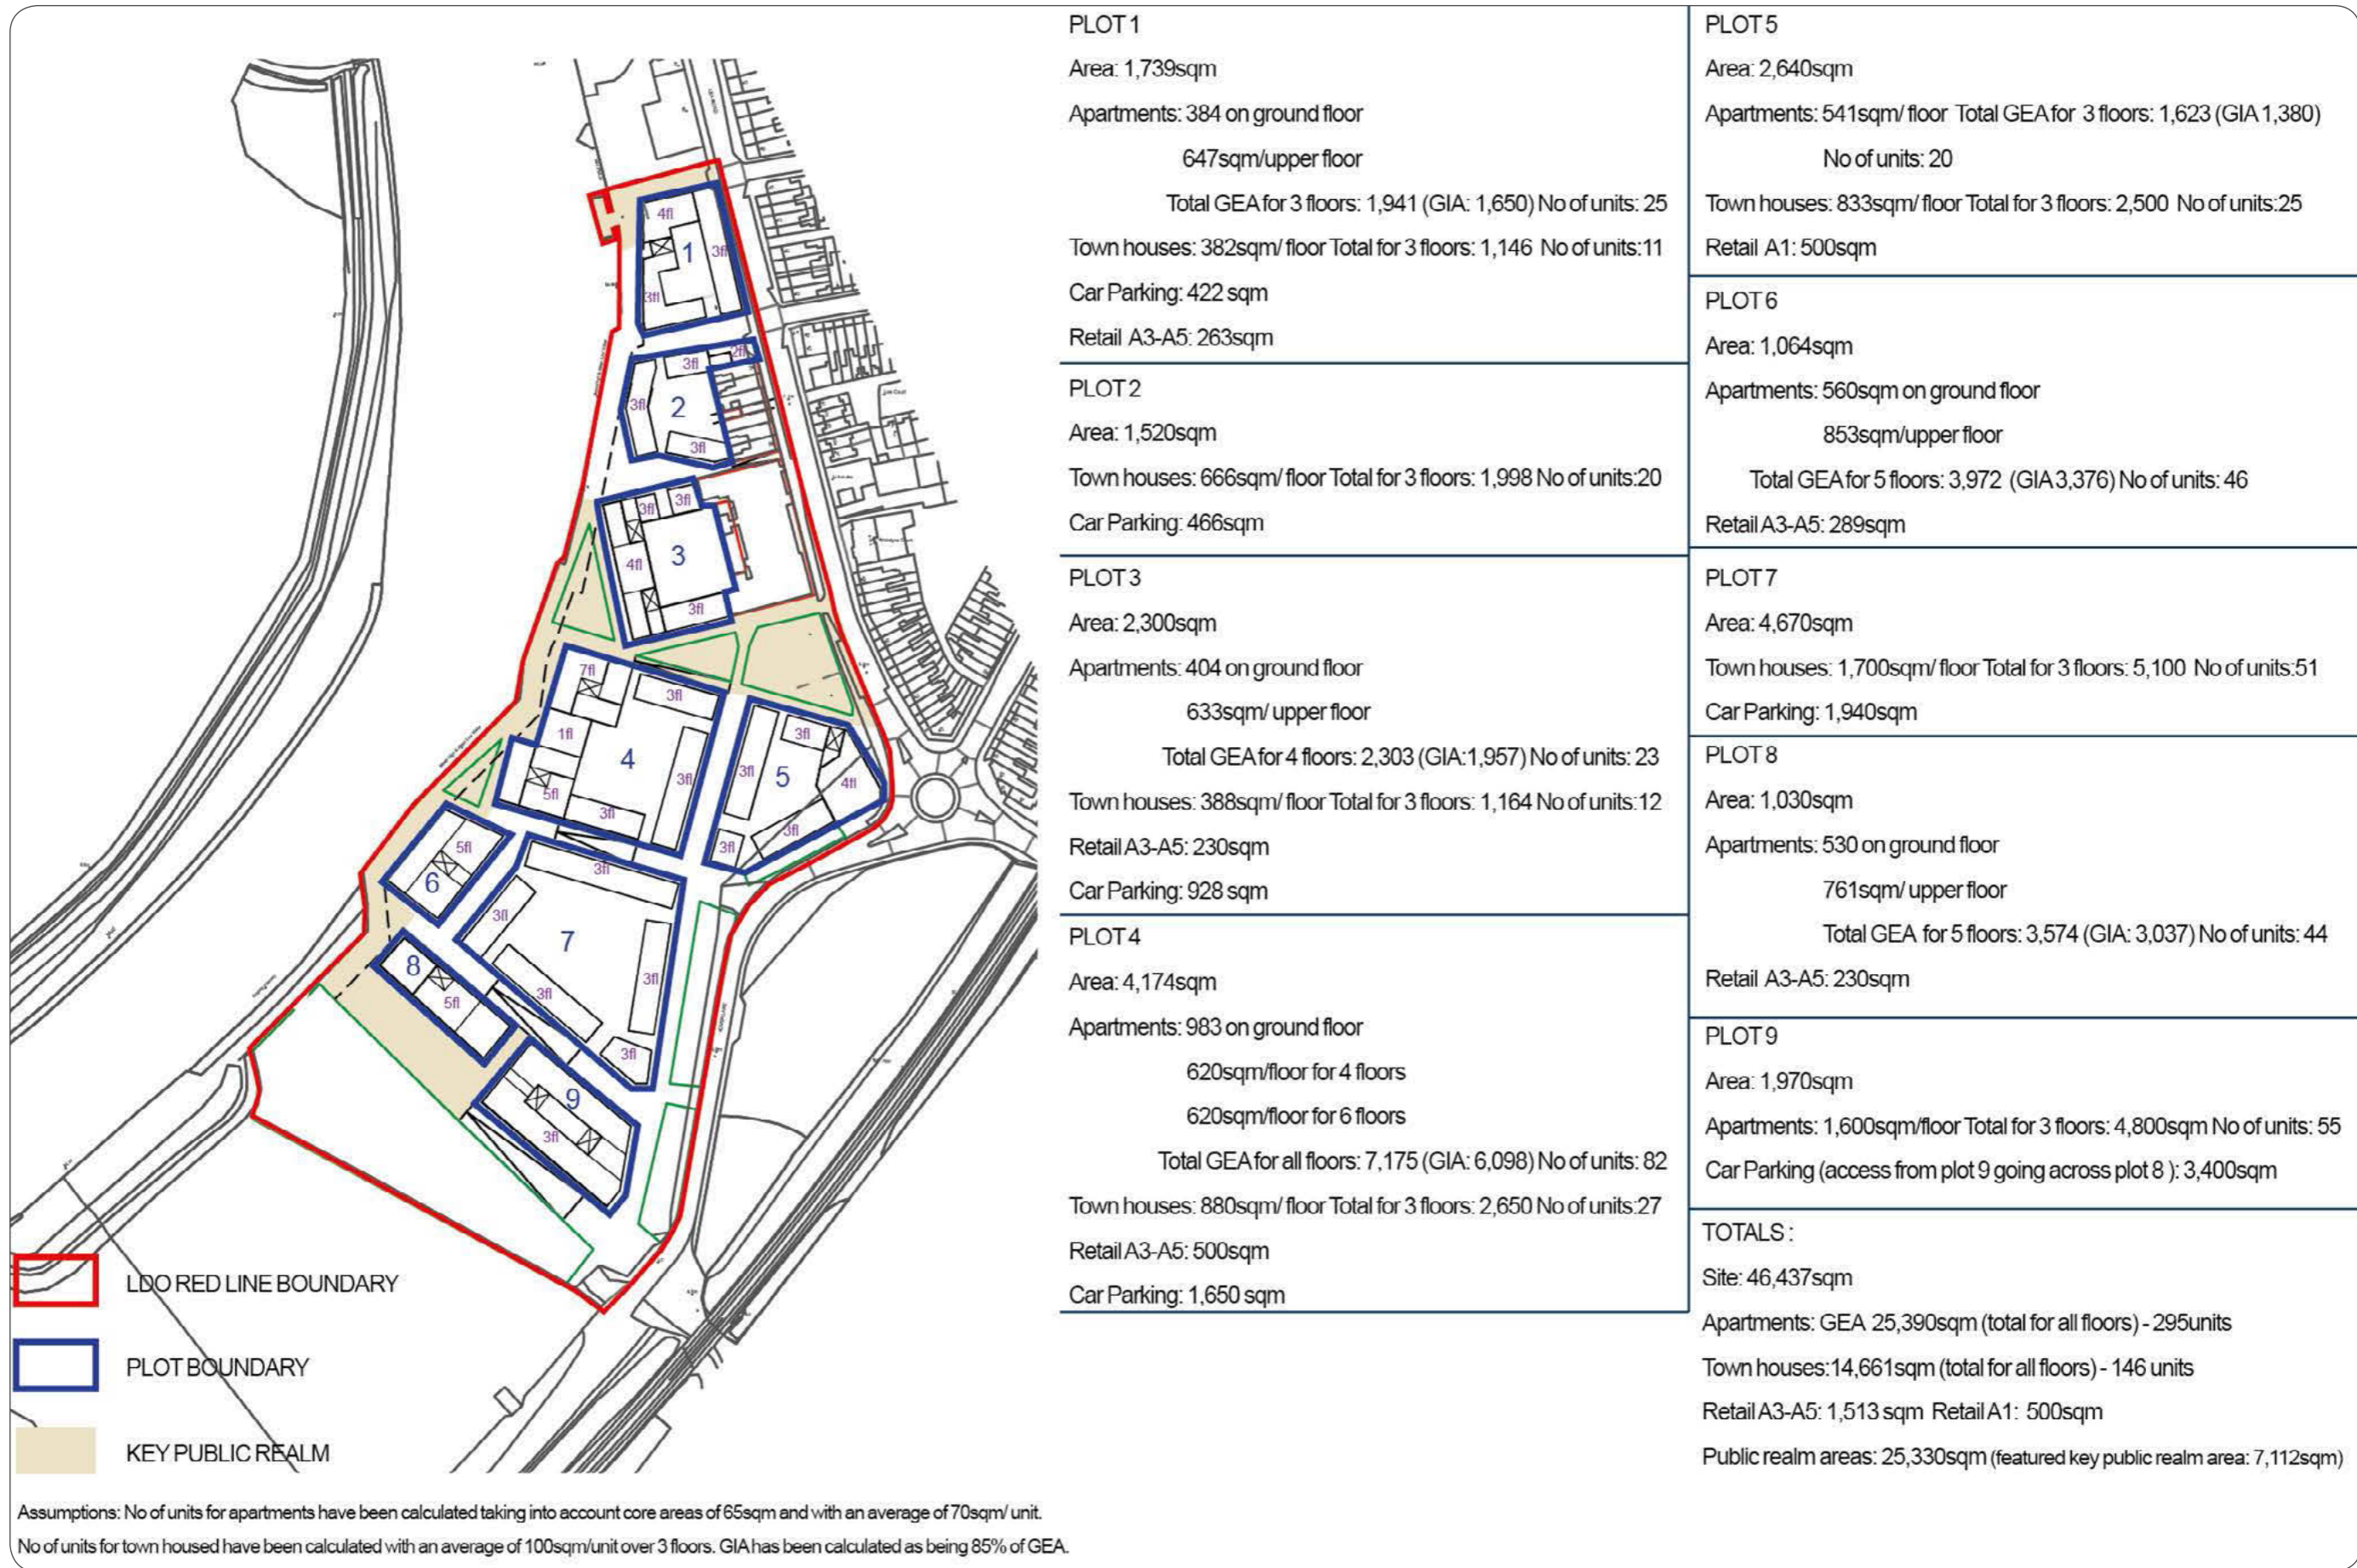 PLOT 1
Area: 1,739sqm
Apartments: 384 on ground floor
647sqm/upper floor
Total GEA for 3 floors: 1,941 (GIA: 1,650) No of units: 25
Town houses: 382sqm/ floor Total for 3 floors: 1,146 No of units:11
Car Parking: 422 sqm
Retail A3-A5: 263sqm
PLOT 2
Area: 1,520sqm
Town houses: 666sqm/ floor Total for 3 floors: 1,998 No of units:20
Car Parking: 466sqm
PLOT 3
Area: 2,300sqm
Apartments: 404 on ground floor
633sqm/ upper floor
Total GEA for 4 floors: 2,303 (GIA:1,957) No of units: 23
Town houses: 388sqm/ floor Total for 3 floors: 1,164 No of units:12
Retail A3-A5: 230sqm
Car Parking: 928 sqm
PLOT 4
Area: 4,174sqm
Apartments: 983 on ground floor
620sqm/floor for 4 floors
620sqm/floor for 6 floors
Total GEA for all floors: 7,175 (GIA: 6,098) No of units: 82
Town houses: 880sqm/ floor Total for 3 floors: 2,650 No of units:27
Retail A3-A5: 500sqm
Car Parking: 1,650 sqm
PLOT 5
Area: 2,640sqm
Apartments: 541sqm/ floor Total GEA for 3 floors: 1,623 (GIA 1,380)
No of units: 20
Town houses: 833sqm/ floor Total for 3 floors: 2,500 No of units:25
Retail A1: 500sqm
PLOT 6
Area: 1,064sqm
Apartments: 560sqm on ground floor
853sqm/upper floor
Total GEA for 5 floors: 3,972 (GIA 3,376) No of units: 46
Retail A3-A5: 289sqm
PLOT 7
Area: 4,670sqm
Town houses: 1,700sqm/ floor Total for 3 floors: 5,100 No of units:51
Car Parking: 1,940sqm
PLOT 8
Area: 1,030sqm
Apartments: 530 on ground floor
761sqm/ upper floor
Total GEA for 5 floors: 3,574 (GIA: 3,037) No of units: 44
Retail A3-A5: 230sqm
PLOT 9
Area: 1,970sqm
Apartments: 1,600sqm/floor Total for 3 floors: 4,800sqm No of units: 55
Car Parking (access from plot 9 going across plot 8 ): 3,400sqm
TOTALS :
Site: 46,437sqm
Apartments: GEA 25,390sqm (total for all floors) - 295units
Town houses:14,661sqm (total for all floors) - 146 units
Retail A3-A5: 1,513 sqm Retail A1: 500sqm
Public realm areas: 25,330sqm (featured key public realm area: 7,112sqm)
4fl
1
3fl
3fl
2fl
3fl
3fl
2
3fl
3fl
3fl
4fl
3
3fl
7fl
3fl
1fl
4
3fl
5fl
3fl
3fl
3fl
5
4fl
3fl
3fl
5fl
6
3fl
3fl
7
3fl
3fl
3fl
8
5fl
9
3fl
LDO RED LINE BOUNDARY
PLOT BOUNDARY
KEY PUBLIC REALM
Assumptions: No of units for apartments have been calculated taking into account core areas of 65sqm and with an average of 70sqm/ unit.
No of units for town housed have been calculated with an average of 100sqm/unit over 3 floors. GIA has been calculated as being 85% of GEA.